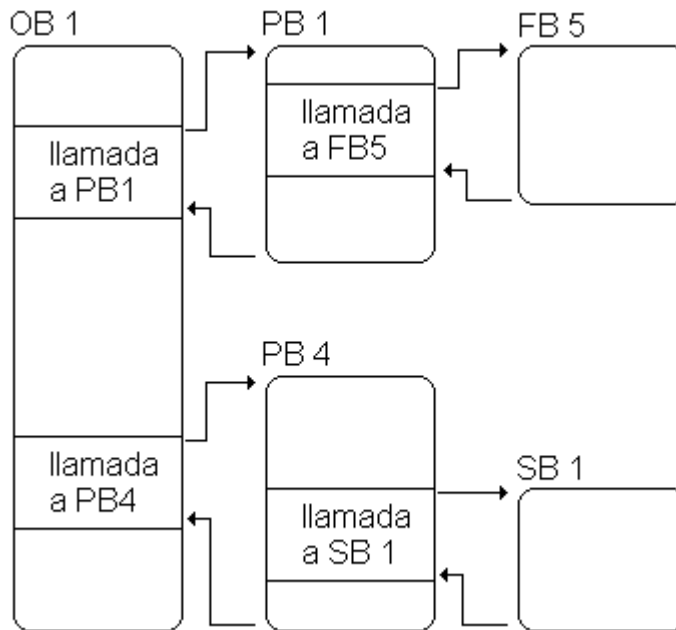 OB 1
PB 1
FB 5
llamada
a PB1
llamada
a FB5
PB 4
llamada
a PB4
SB 1
llamada
a SB 1